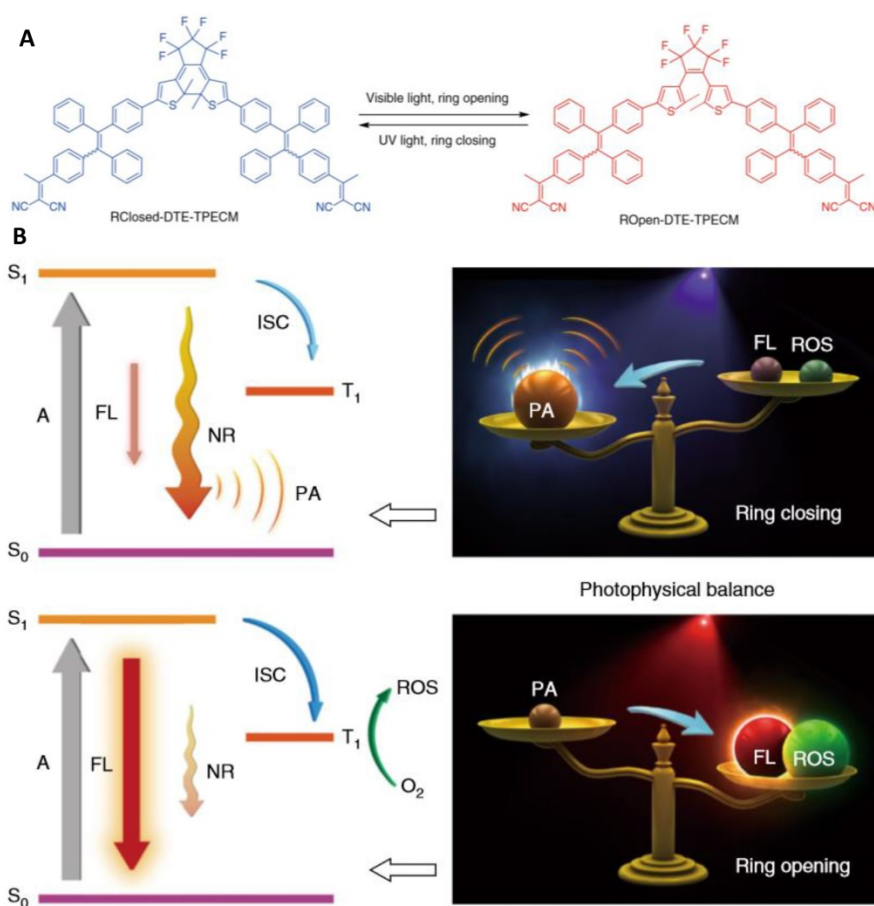 A
F F F F F F
S S
NC CN
NC CN
RClosed-DTE-TPECM
Visible light, ring opening
UV light, ring closing
F F F F F F
S S
NC CN
NC CN
ROpen-DTE-TPECM
B
S1
A
FL
NR
ISC
T1
PA
S0
PA
FL
ROS
Ring closing
Photophysical balance
S1
A
FL
NR
ISC
T1
ROS
O2
S0
PA
FL
ROS
Ring opening